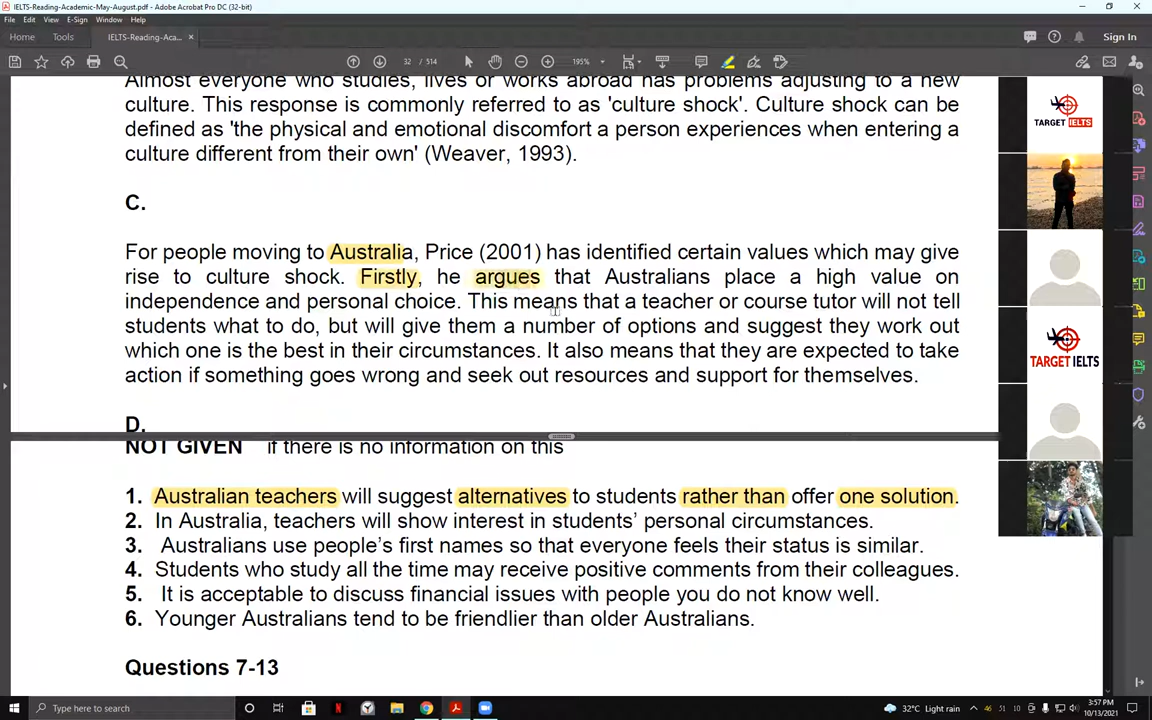 IELTS-Reading-Academic-May-August.pdf - Adobe Acrobat Pro DC (32-bit)
File Edit View E-Sign Window Help
Home Tools IELTS-Reading-Aca... × Sign In
32 / 514 195%
Almost everyone who studies, lives or works abroad has problems adjusting to a new
culture. This response is commonly referred to as 'culture shock'. Culture shock can be
defined as 'the physical and emotional discomfort a person experiences when entering a
culture different from their own' (Weaver, 1993).
C.
For people moving to Australia, Price (2001) has identified certain values which may give
rise to culture shock. Firstly, he argues that Australians place a high value on
independence and personal choice. This means that a teacher or course tutor will not tell
students what to do, but will give them a number of options and suggest they work out
which one is the best in their circumstances. It also means that they are expected to take
action if something goes wrong and seek out resources and support for themselves.
D.
NOT GIVEN if there is no information on this
1. Australian teachers will suggest alternatives to students rather than offer one solution.
2. In Australia, teachers will show interest in students' personal circumstances.
3. Australians use people's first names so that everyone feels their status is similar.
4. Students who study all the time may receive positive comments from their colleagues.
5. It is acceptable to discuss financial issues with people you do not know well.
6. Younger Australians tend to be friendlier than older Australians.
Questions 7-13
TARGET IELTS
TARGET IELTS
Type here to search
32°C Light rain
46 51 10
3:57 PM
10/13/2021